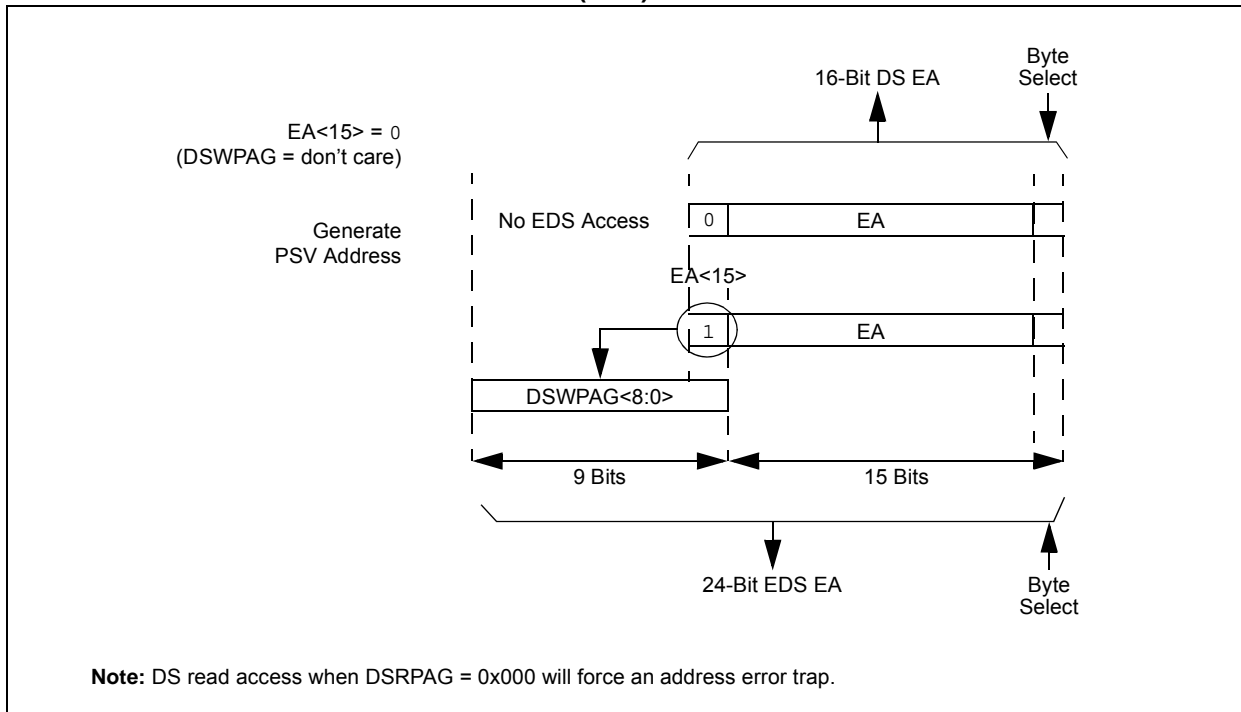 16-Bit DS EA
Byte
Select
EA<15> = 0
(DSWPAG = don't care)
Generate
PSV Address
No EDS Access
0
EA
EA<15>
1
EA
DSWPAG<8:0>
9 Bits
15 Bits
24-Bit EDS EA
Byte
Select
Note: DS read access when DSRPAG = 0x000 will force an address error trap.